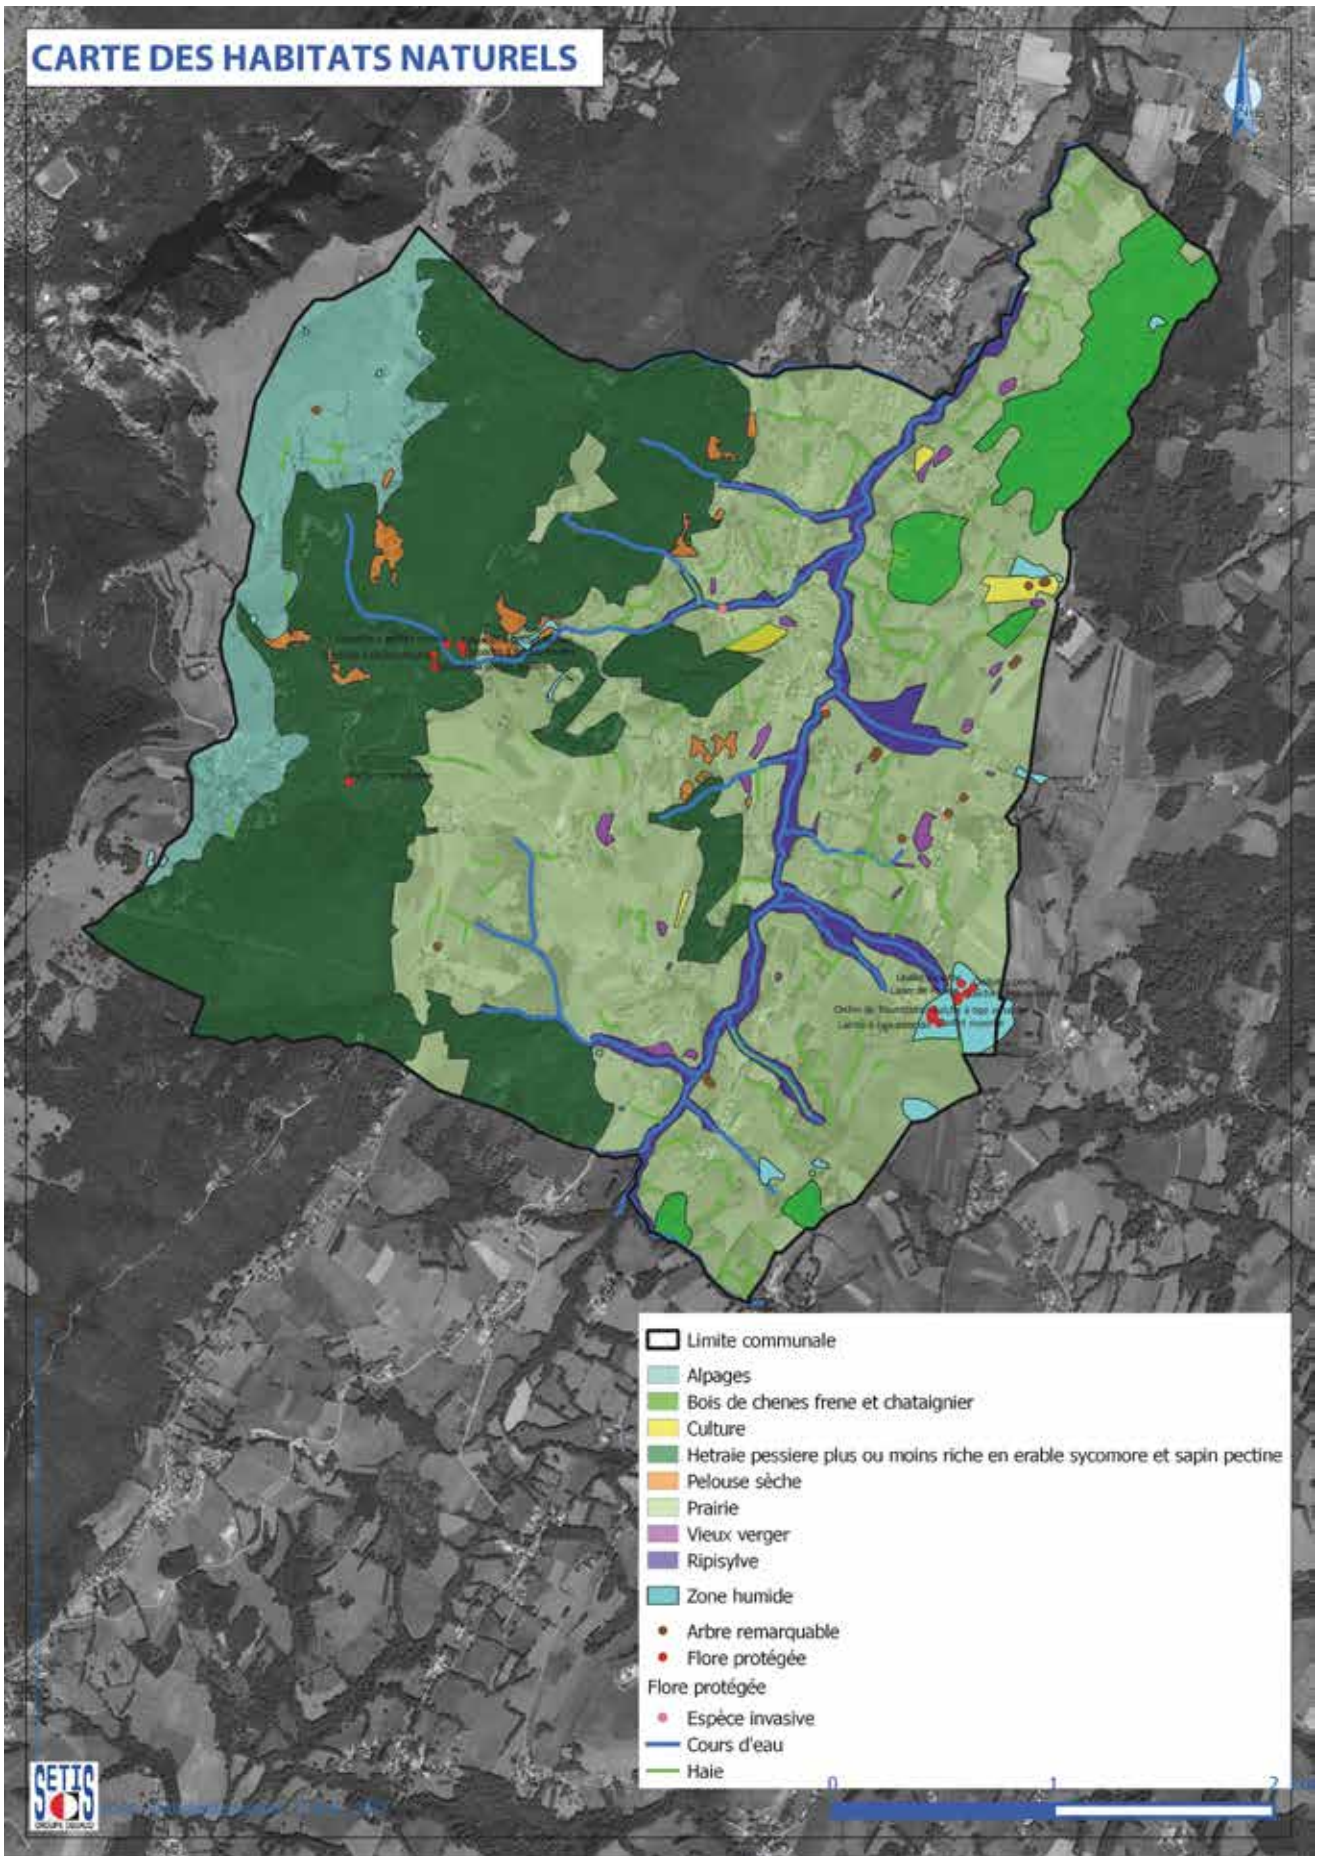 CARTE DES HABITATS NATURELS
Limite communale
Alpages
Bois de chenes frene et chataignier
Culture
Hetraie pessiere plus ou moins riche en erable sycomore et sapin pectine
Pelouse sèche
Prairie
Vieux verger
Ripisylve
Zone humide
Arbre remarquable
Flore protégée
Flore protégée
Espèce invasive
Cours d'eau
Haie
0 1 2
SETIS